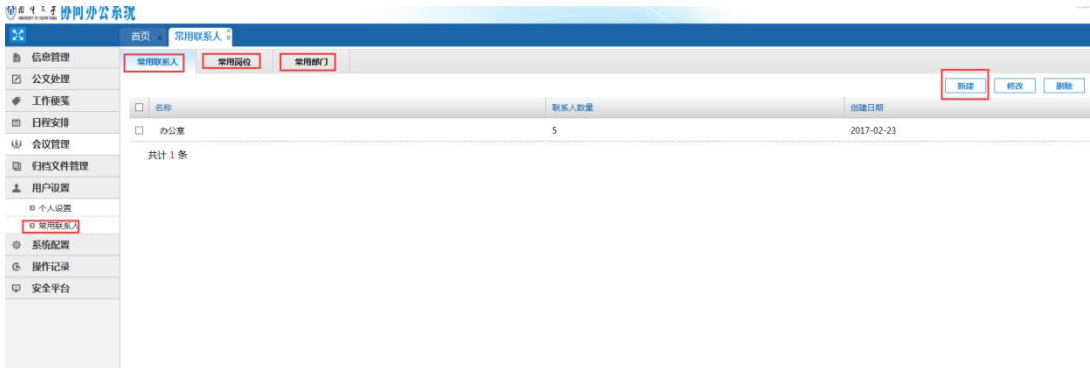 协同办公系统
首页
常用联系人
信息管理
公文处理
工作便笺
日程安排
会议管理
归档文件管理
用户设置
个人设置
常用联系人
系统配置
操作记录
安全平台
常用联系人
常用岗位
常用部门
新建
修改
删除
名称
联系人数量
创建日期
办公室
5
2017-02-23
共计 1 条